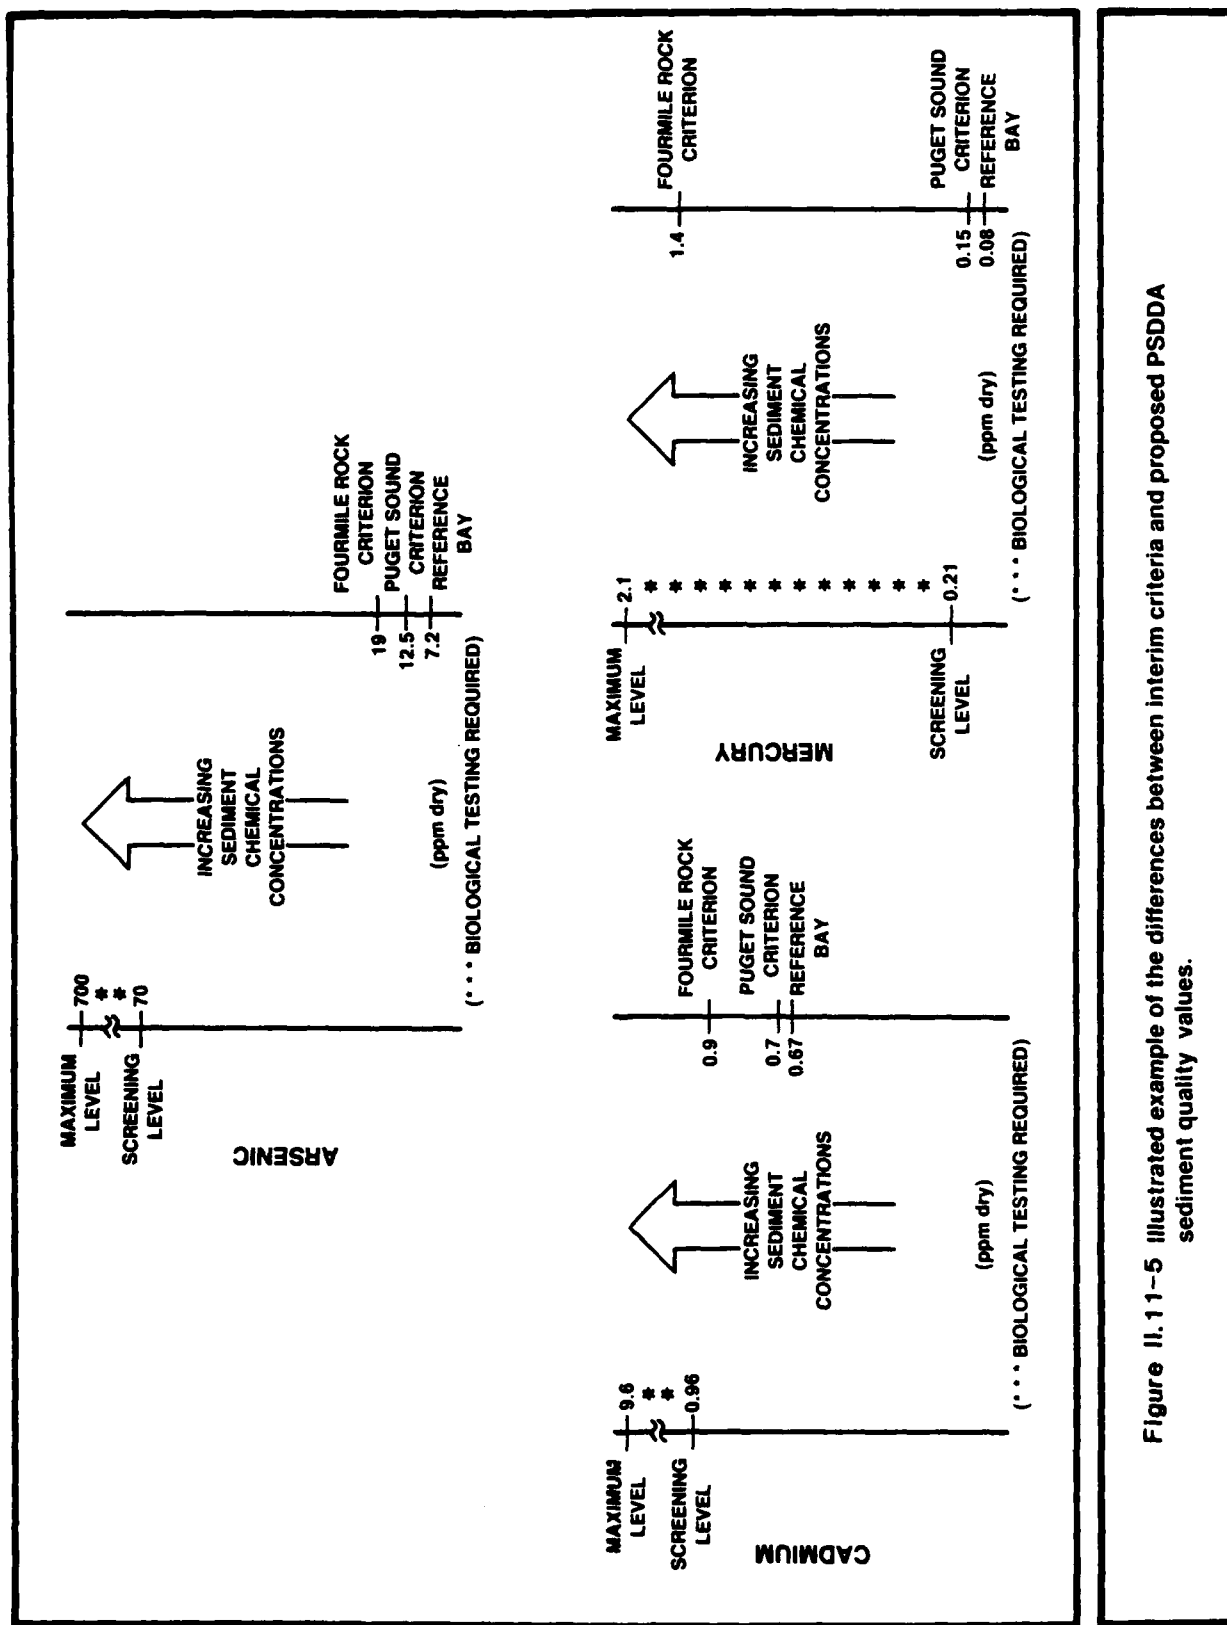 ARSENIC
MAXIMUM
LEVEL
700
* *
SCREENING
LEVEL
70
INCREASING
SEDIMENT
CHEMICAL
CONCENTRATIONS
(ppm dry)
(*** BIOLOGICAL TESTING REQUIRED)
FOURMILE ROCK
CRITERION
19
PUGET SOUND
CRITERION
12.5
REFERENCE
BAY
7.2
CADMIUM
MAXIMUM
LEVEL
9.6
* *
SCREENING
LEVEL
0.96
INCREASING
SEDIMENT
CHEMICAL
CONCENTRATIONS
(ppm dry)
(*** BIOLOGICAL TESTING REQUIRED)
FOURMILE ROCK
CRITERION
0.9
PUGET SOUND
CRITERION
0.7
REFERENCE
BAY
0.67
MERCURY
MAXIMUM
LEVEL
2.1
* * * * * * * * * * * *
SCREENING
LEVEL
0.21
INCREASING
SEDIMENT
CHEMICAL
CONCENTRATIONS
(ppm dry)
(*** BIOLOGICAL TESTING REQUIRED)
FOURMILE ROCK
CRITERION
1.4
PUGET SOUND
CRITERION
0.15
REFERENCE
BAY
0.08
Figure II.11-5 Illustrated example of the differences between interim criteria and proposed PSDDA
sediment quality values.